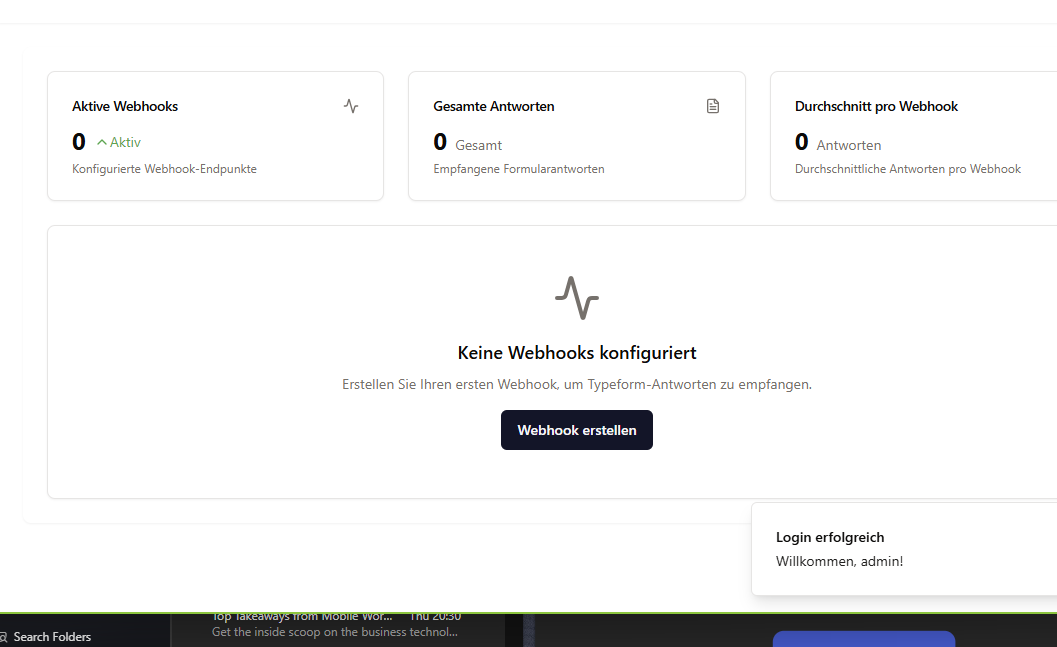 Aktive Webhooks
0 Aktiv
Konfigurierte Webhook-Endpunkte
Gesamte Antworten
0 Gesamt
Empfangene Formularantworten
Durchschnitt pro Webhook
0 Antworten
Durchschnittliche Antworten pro Webhook
Keine Webhooks konfiguriert
Erstellen Sie Ihren ersten Webhook, um Typeform-Antworten zu empfangen.
Webhook erstellen
Login erfolgreich
Willkommen, admin!
Top Takeaways from Mobile Wor... Thu 20:30
Search Folders
Get the inside scoop on the business technol...